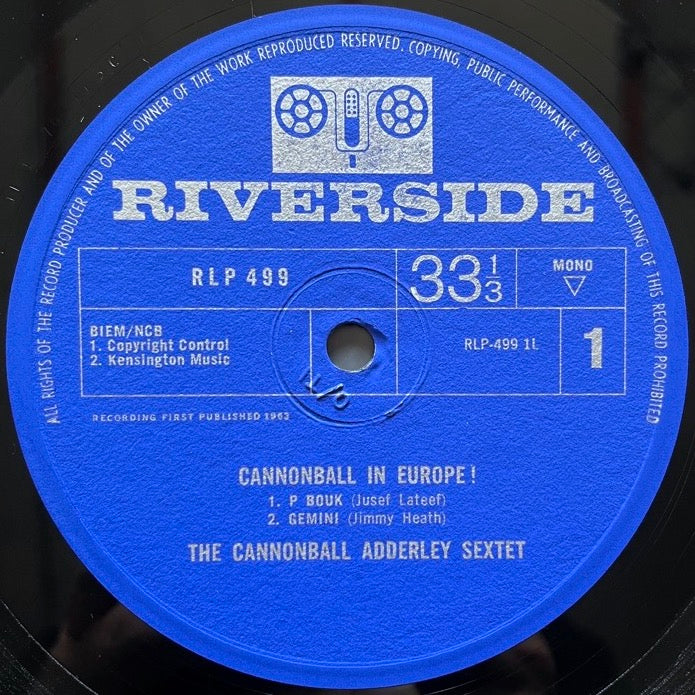 ALL RIGHTS OF THE RECORD PRODUCER AND OF THE OWNER OF THE WORK REPRODUCED RESERVED. COPYING, PUBLIC PERFORMANCE AND BROADCASTING OF THIS RECORD PROHIBITED
RIVERSIDE
RLP 499
33 1/3
MONO
BIEM/NCB
1. Copyright Control
2. Kensington Music
RLP-499 1L
1
RECORDING FIRST PUBLISHED 1963
CANNONBALL IN EUROPE!
1. P BOUK (Jusef Lateef)
2. GEMINI (Jimmy Heath)
THE CANNONBALL ADDERLEY SEXTET